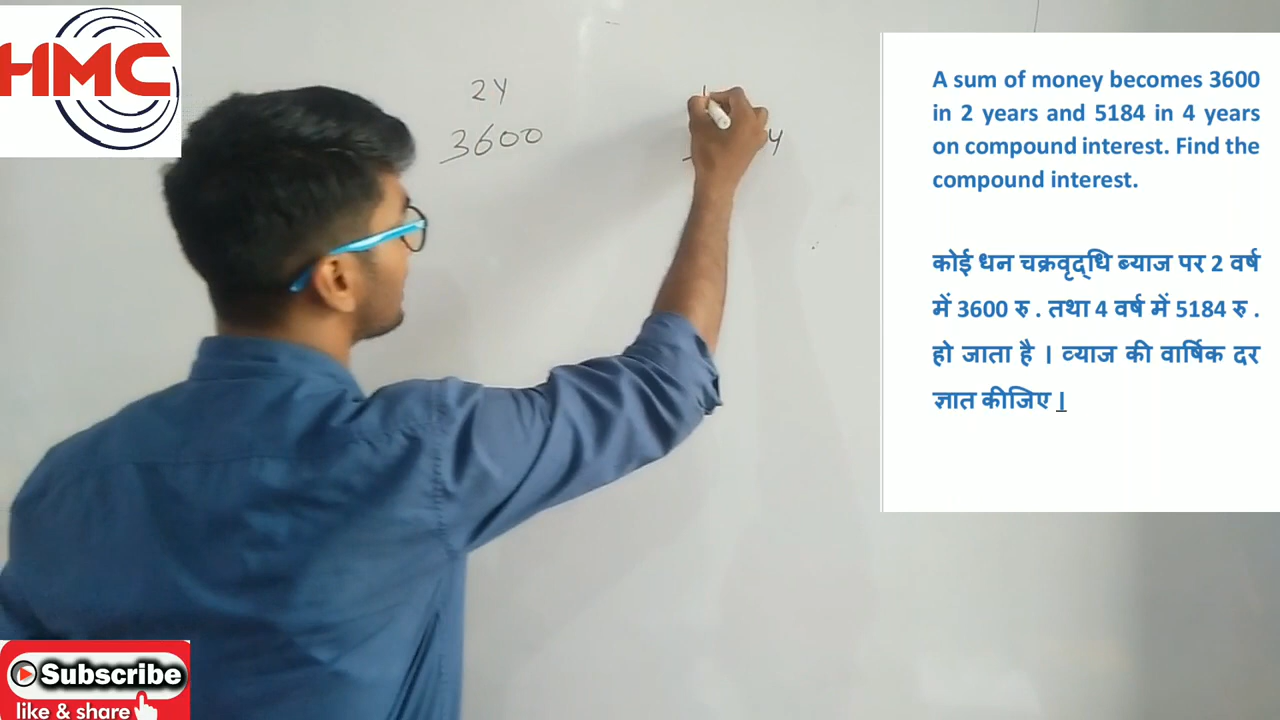 HMC
2Y
3600
A sum of money becomes 3600
in 2 years and 5184 in 4 years
on compound interest. Find the
compound interest.
कोई धन चक्रवृद्धि ब्याज पर 2 वर्ष
में 3600 रु . तथा 4 वर्ष में 5184 रु .
हो जाता है । व्याज की वार्षिक दर
ज्ञात कीजिए ।
Subscribe
like & share